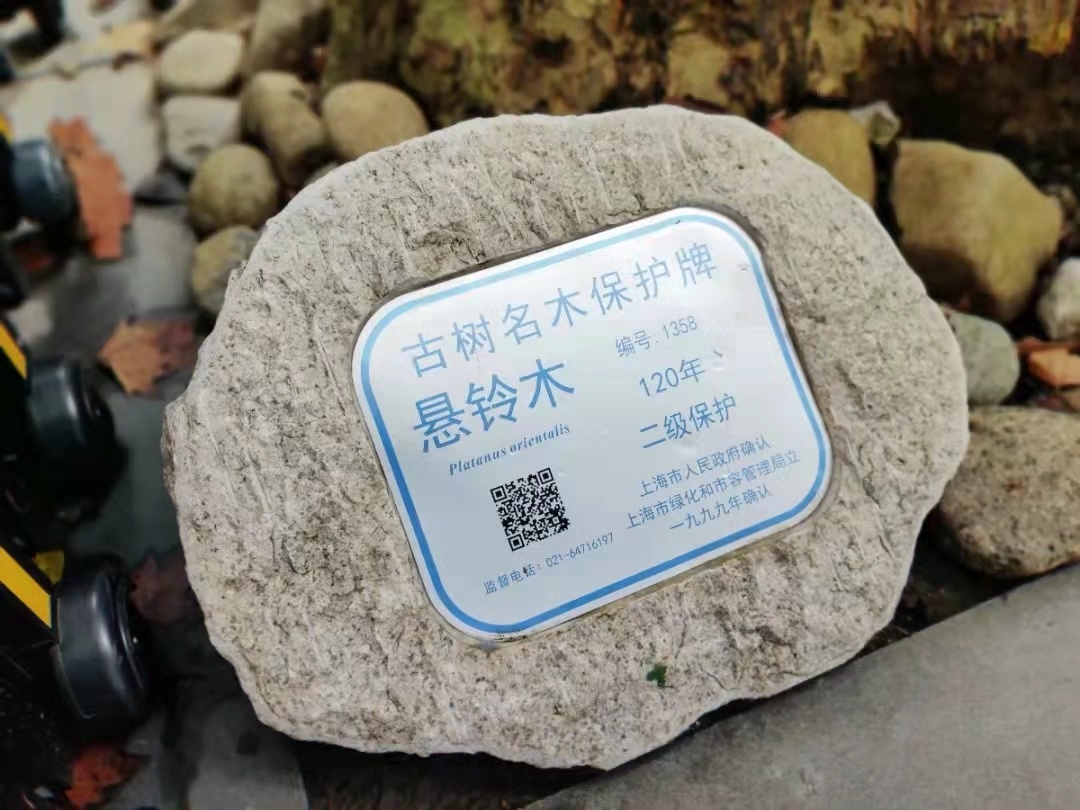 古树名木保护牌
悬铃木
Platanus orientalis
编号:1358
120年
二级保护
上海市人民政府确认
上海市绿化和市容管理局立
一九九九年确认
监督电话:021-64716197